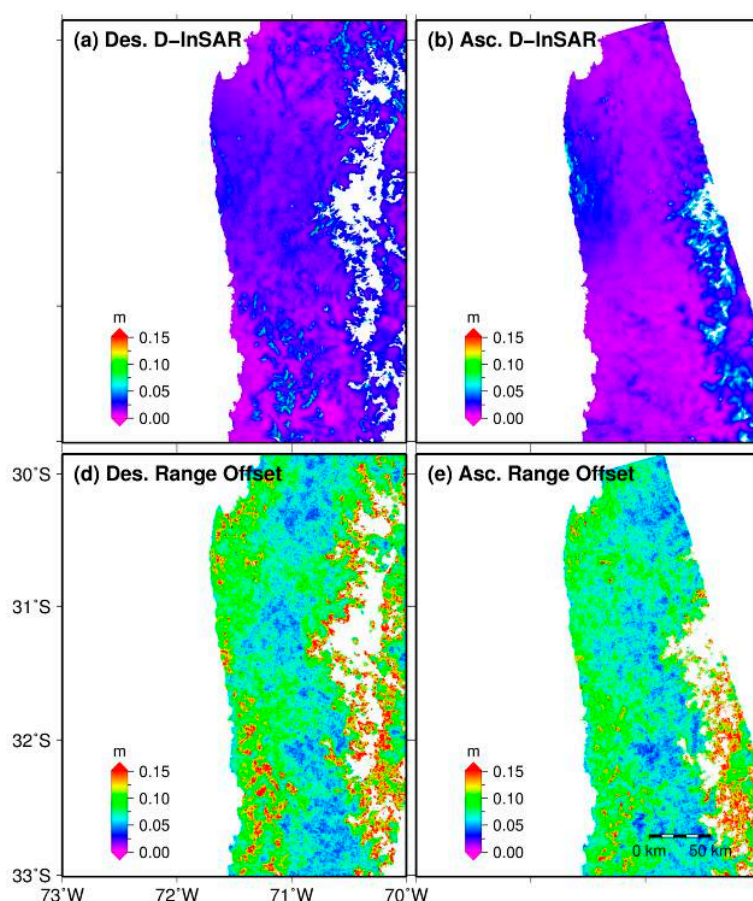 (a) Des. D-InSAR
(b) Asc. D-InSAR
m
0.15
0.10
0.05
0.00
m
0.15
0.10
0.05
0.00
(d) Des. Range Offset
(e) Asc. Range Offset
30˚S
31˚S
32˚S
33˚S
m
0.15
0.10
0.05
0.00
m
0.15
0.10
0.05
0.00
0 km 50 km
73˚W 72˚W 71˚W 70˚W